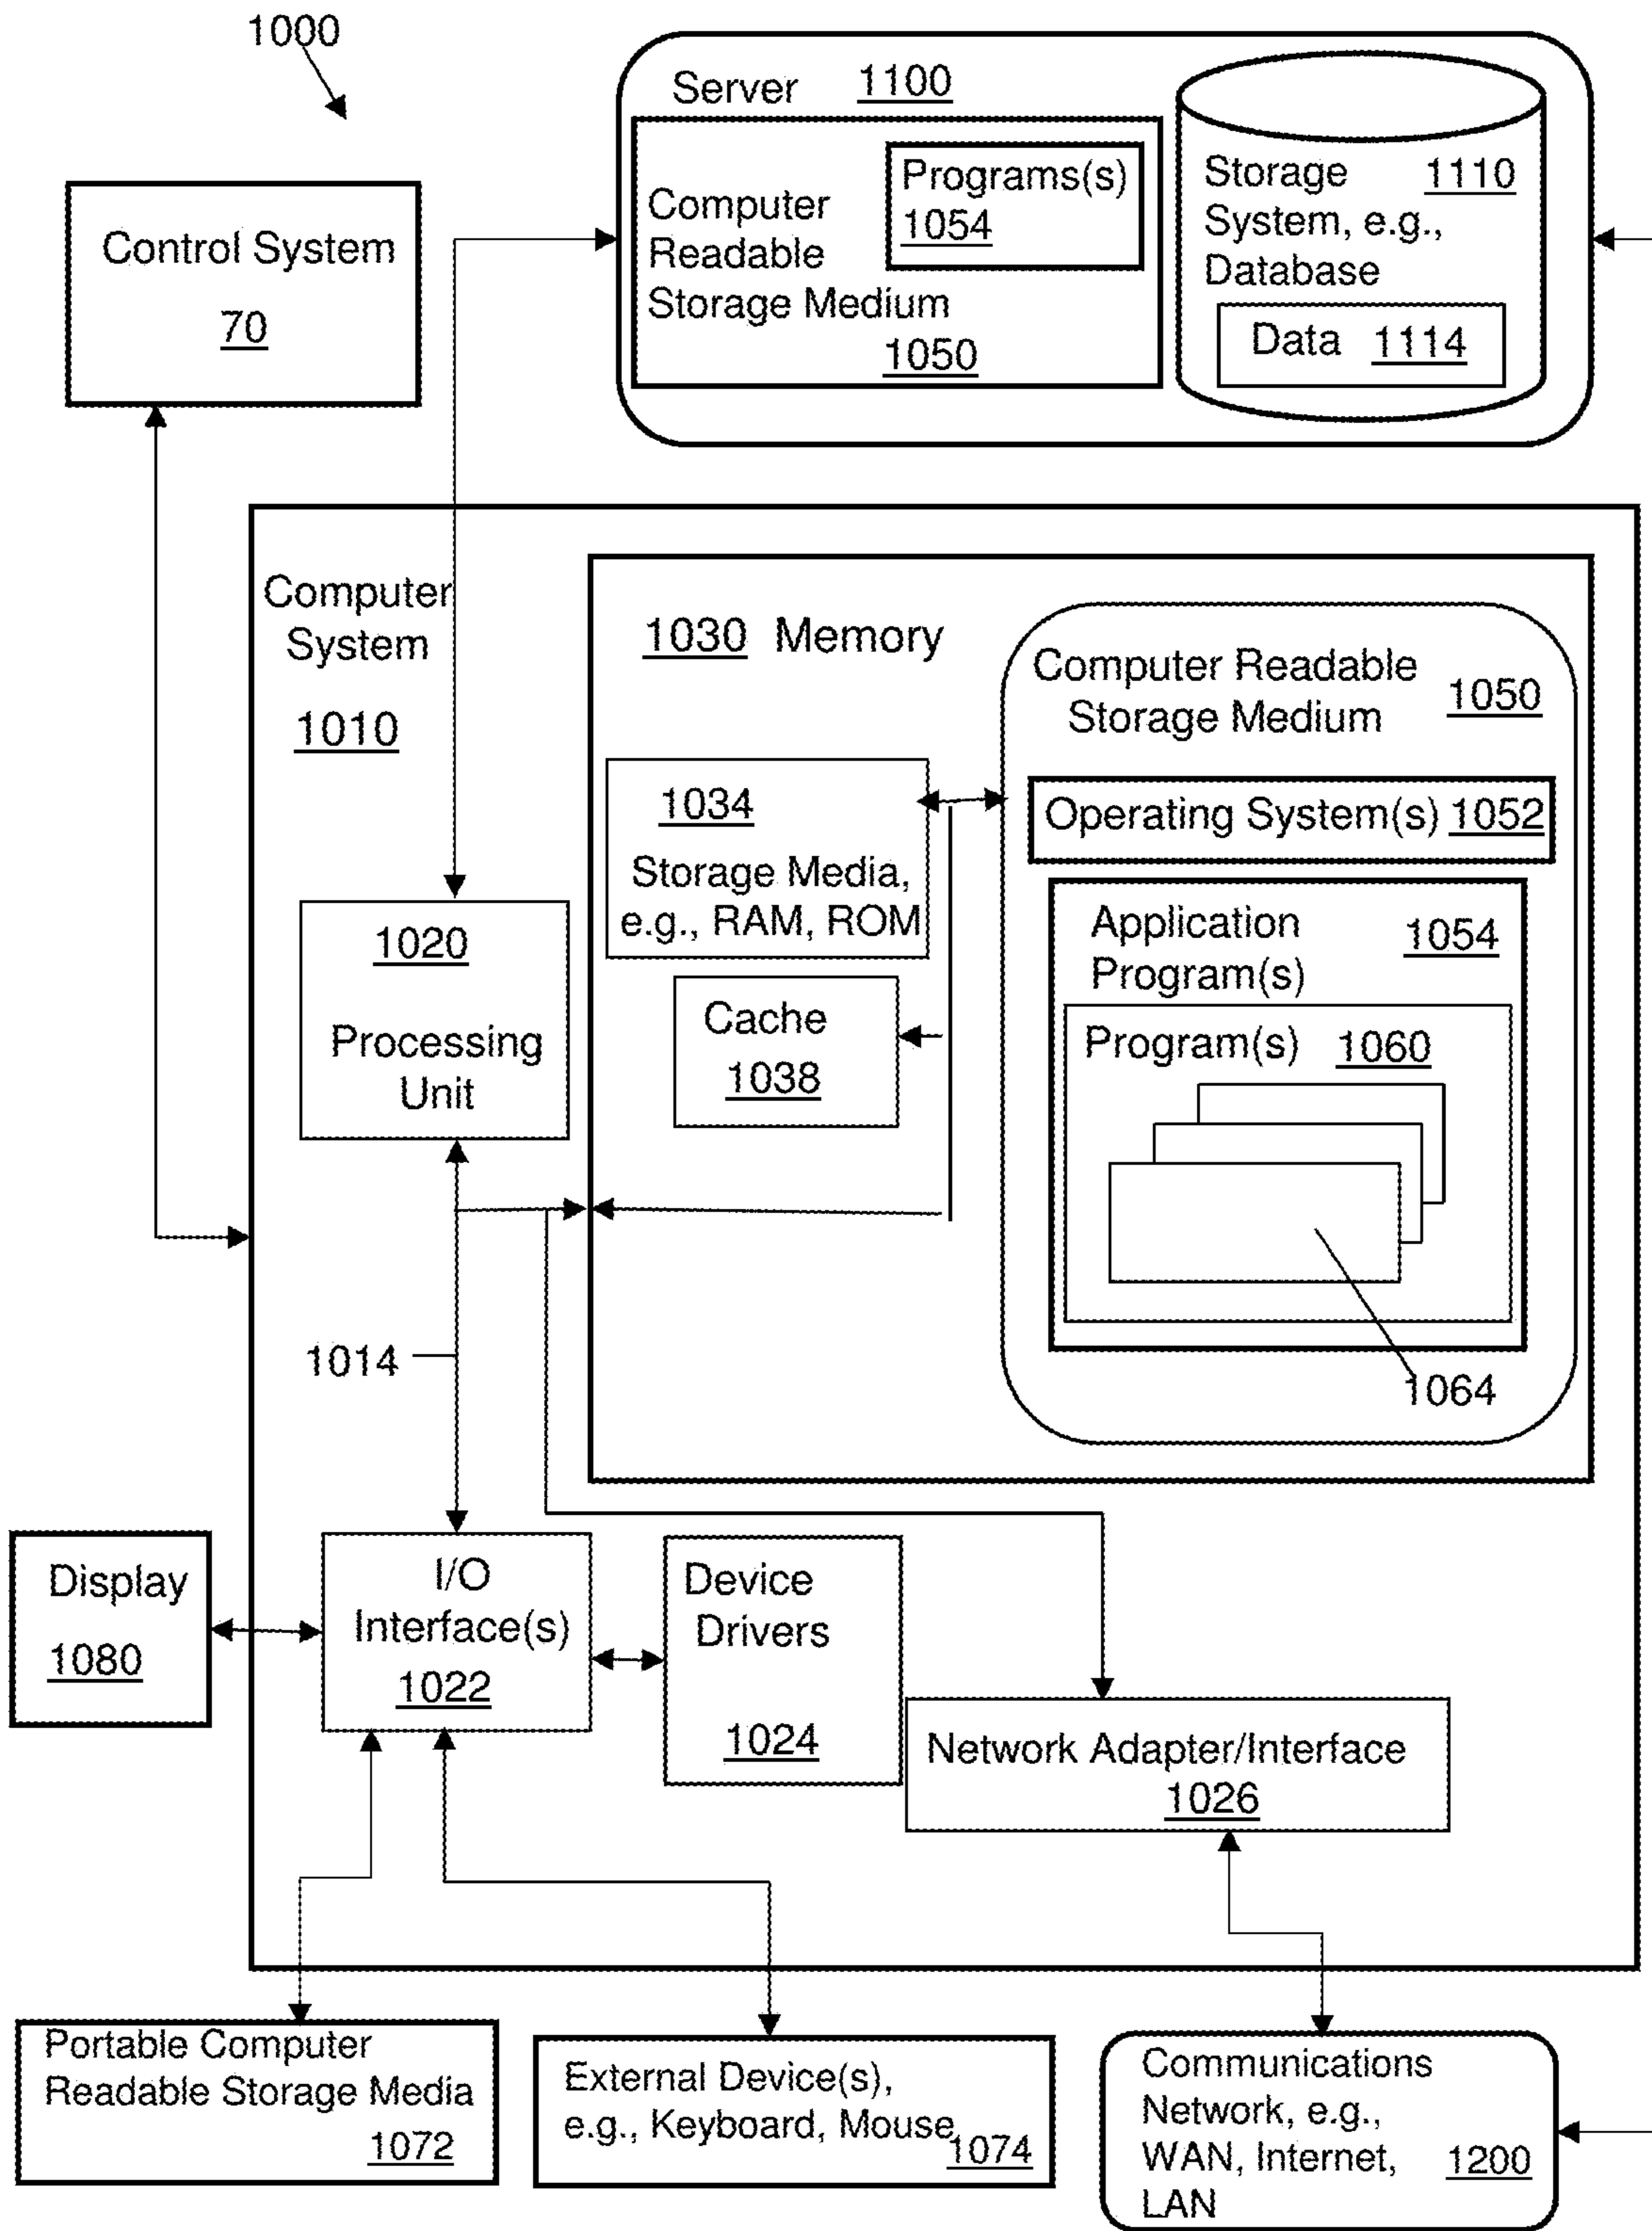 1000
Control System
70
Server 1100
Computer
Readable
Storage Medium
1050
Programs(s)
1054
Storage 1110
System, e.g.,
Database
Data 1114
Computer
System
1010
1030 Memory
1034
Storage Media,
e.g., RAM, ROM
Cache
1038
Computer Readable
Storage Medium
1050
Operating System(s) 1052
Application
Program(s)
1054
Program(s) 1060
1064
1020
Processing
Unit
1014
Display
1080
I/O
Interface(s)
1022
Device
Drivers
1024
Network Adapter/Interface
1026
Portable Computer
Readable Storage Media
1072
External Device(s),
e.g., Keyboard, Mouse
1074
Communications
Network, e.g.,
WAN, Internet,
LAN
1200